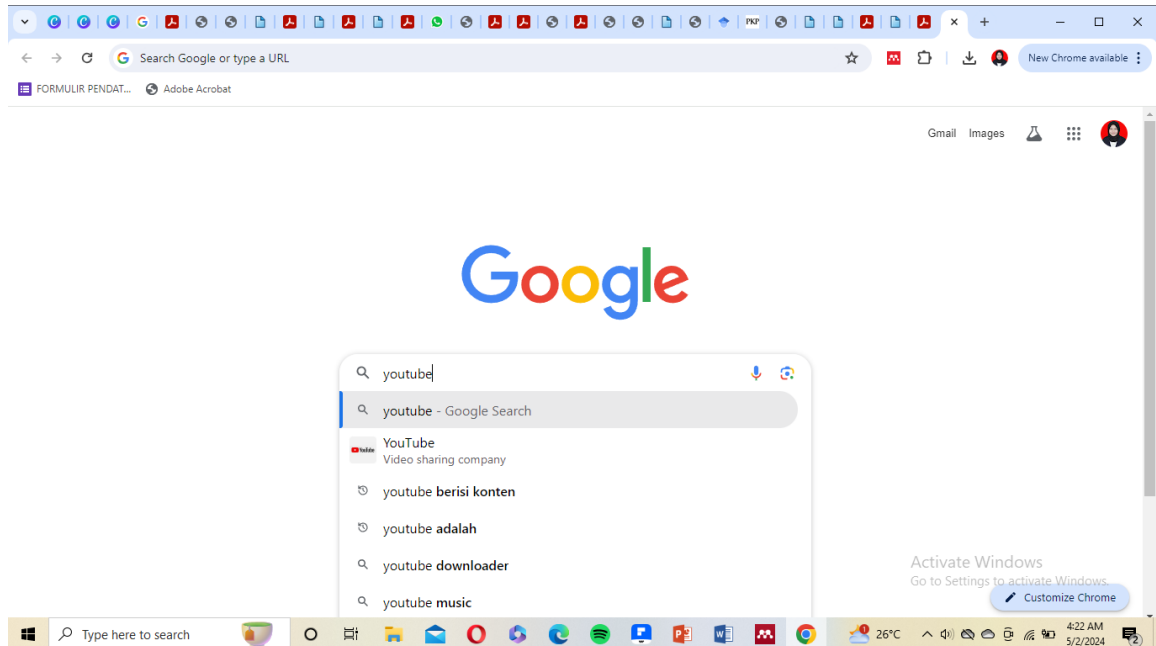 PKP
Search Google or type a URL
New Chrome available
FORMULIR PENDAT...
Adobe Acrobat
Gmail
Images
Google
youtube
youtube - Google Search
YouTube
Video sharing company
youtube berisi konten
youtube adalah
youtube downloader
youtube music
Activate Windows
Go to Settings to activate Windows.
Customize Chrome
Type here to search
26°C
4:22 AM
5/2/2024
2